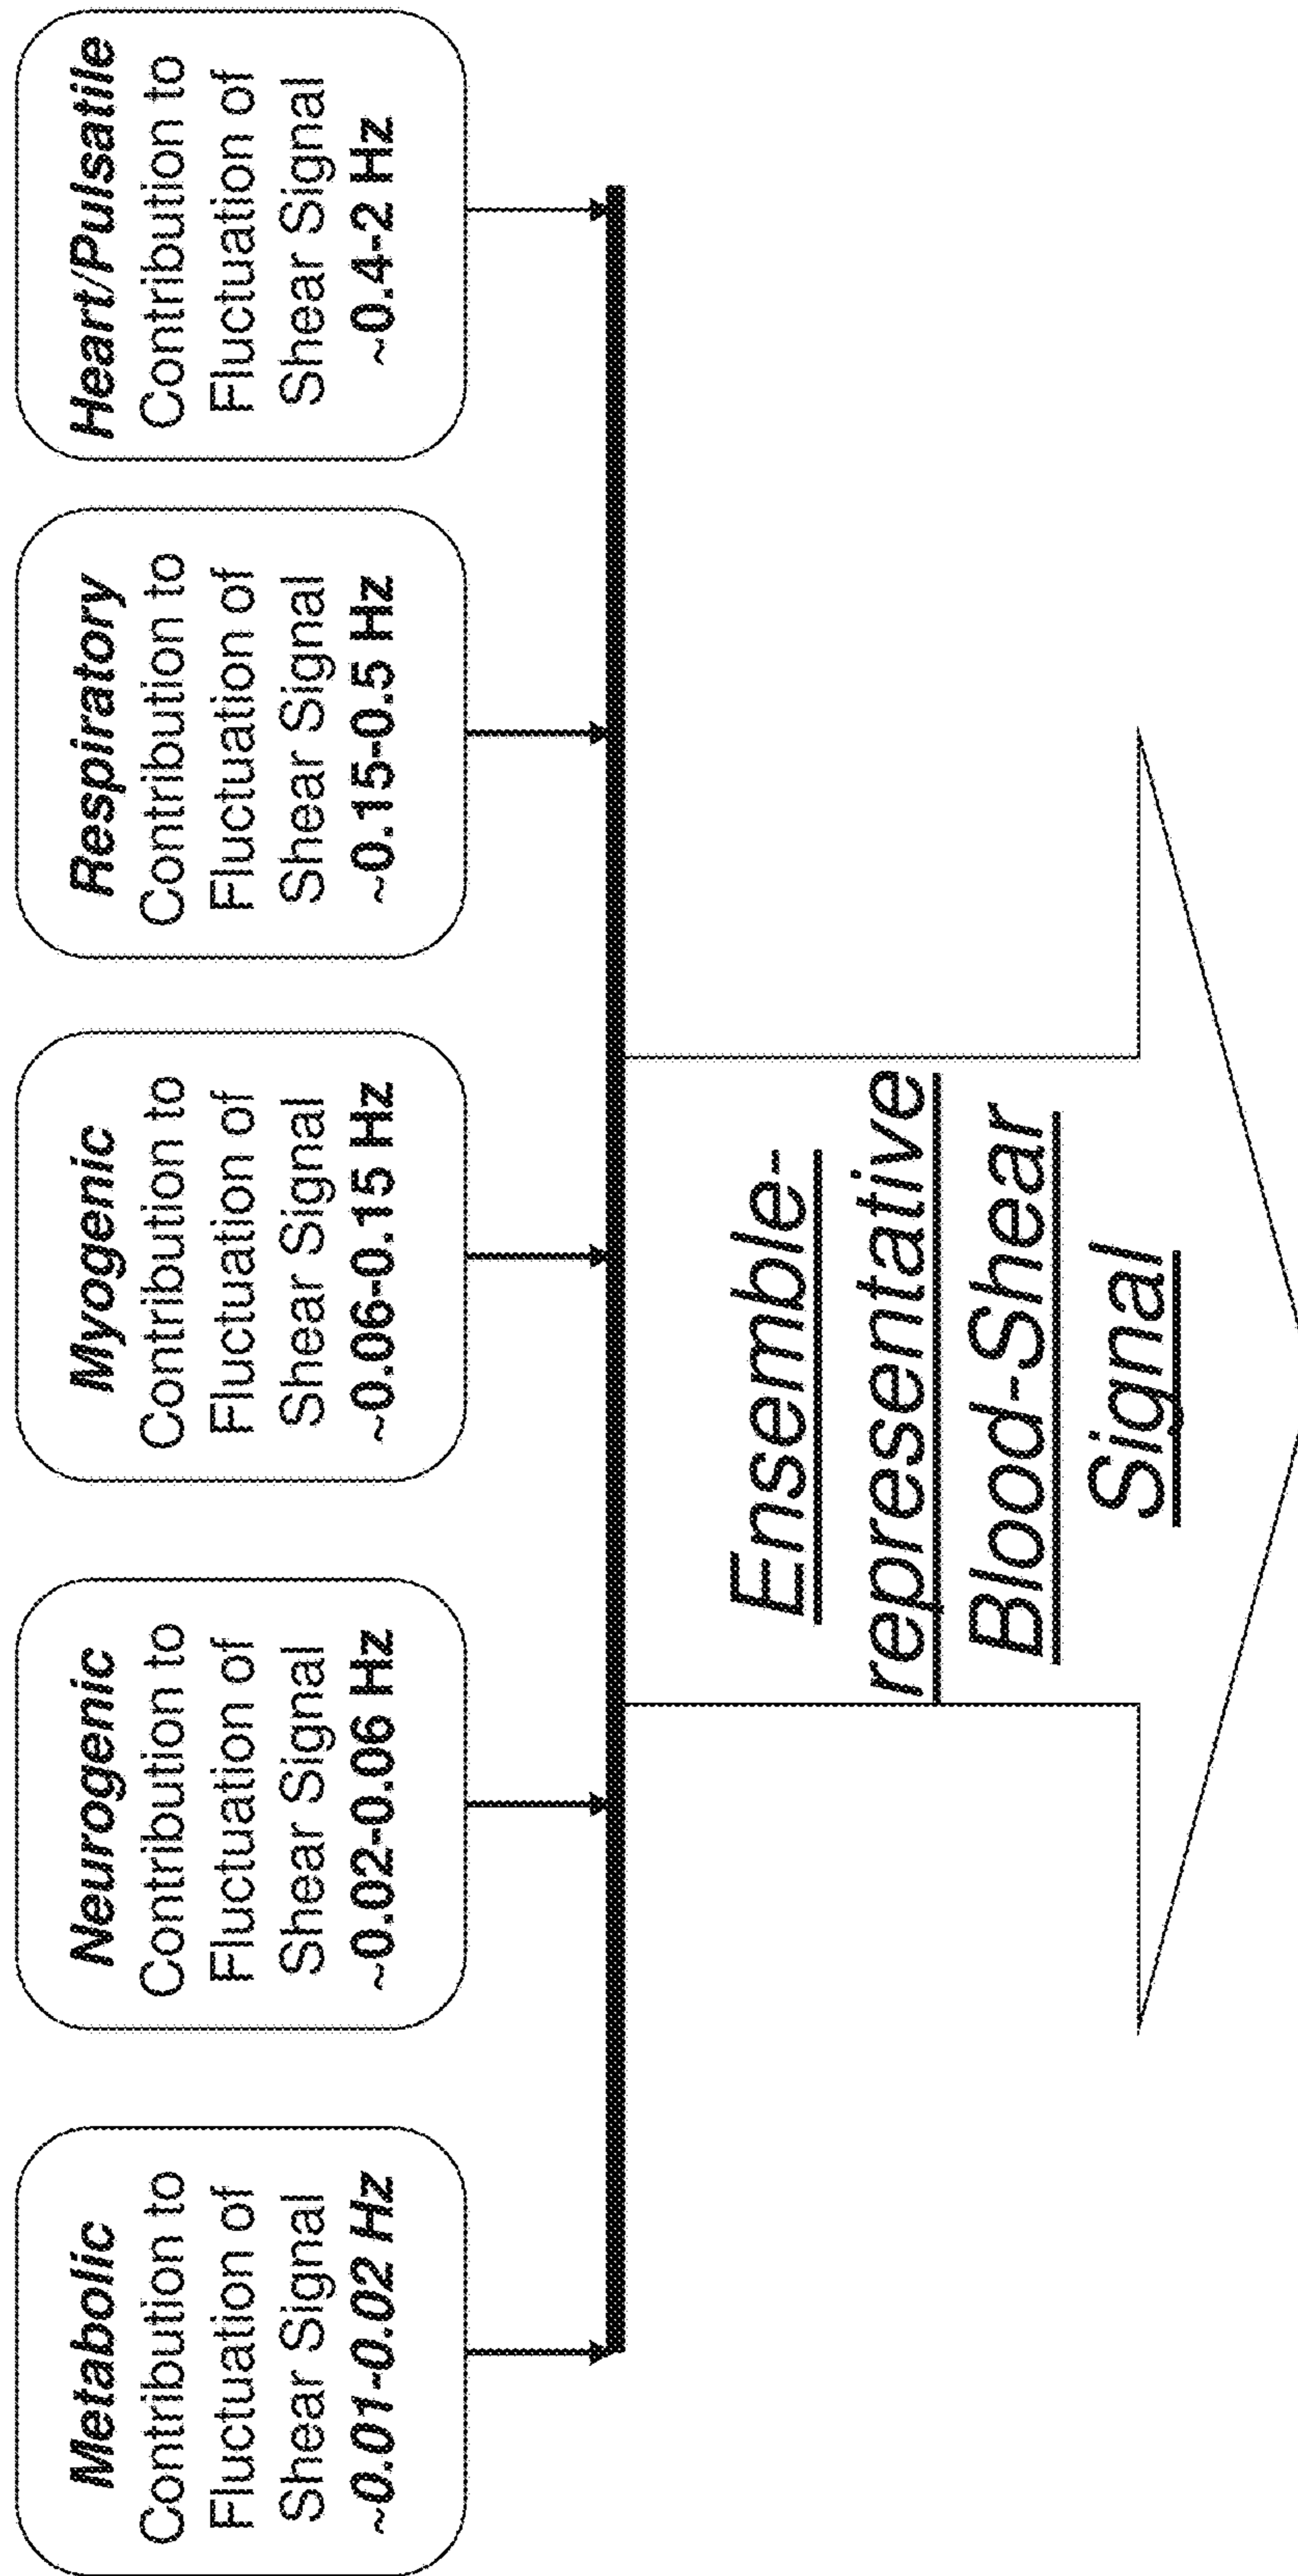 Metabolic
Contribution to
Fluctuation of
Shear Signal
~0.01-0.02 Hz
Neurogenic
Contribution to
Fluctuation of
Shear Signal
~0.02-0.06 Hz
Myogenic
Contribution to
Fluctuation of
Shear Signal
~0.06-0.15 Hz
Respiratory
Contribution to
Fluctuation of
Shear Signal
~0.15-0.5 Hz
Heart/Pulsatile
Contribution to
Fluctuation of
Shear Signal
~0.4-2 Hz
Ensemble-
representative
Blood-Shear
Signal